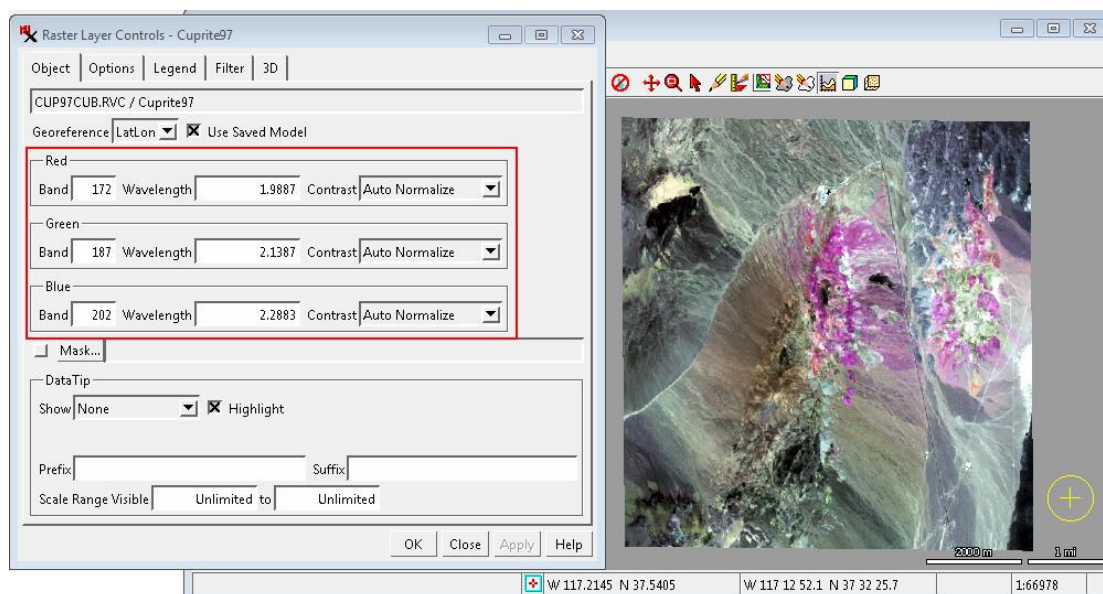 Raster Layer Controls - Cuprite97
Object Options Legend Filter 3D
CUP97CUB.RVC / Cuprite97
Georeference LatLon Use Saved Model
Red
Band 172 Wavelength 1.9887 Contrast Auto Normalize
Green
Band 187 Wavelength 2.1387 Contrast Auto Normalize
Blue
Band 202 Wavelength 2.2883 Contrast Auto Normalize
Mask...
DataTip
Show None Highlight
Prefix Suffix
Scale Range Visible Unlimited to Unlimited
OK Close Apply Help
2000 m 1 mi
W 117.2145 N 37.5405 W 117 12 52.1 N 37 32 25.7 1:66978